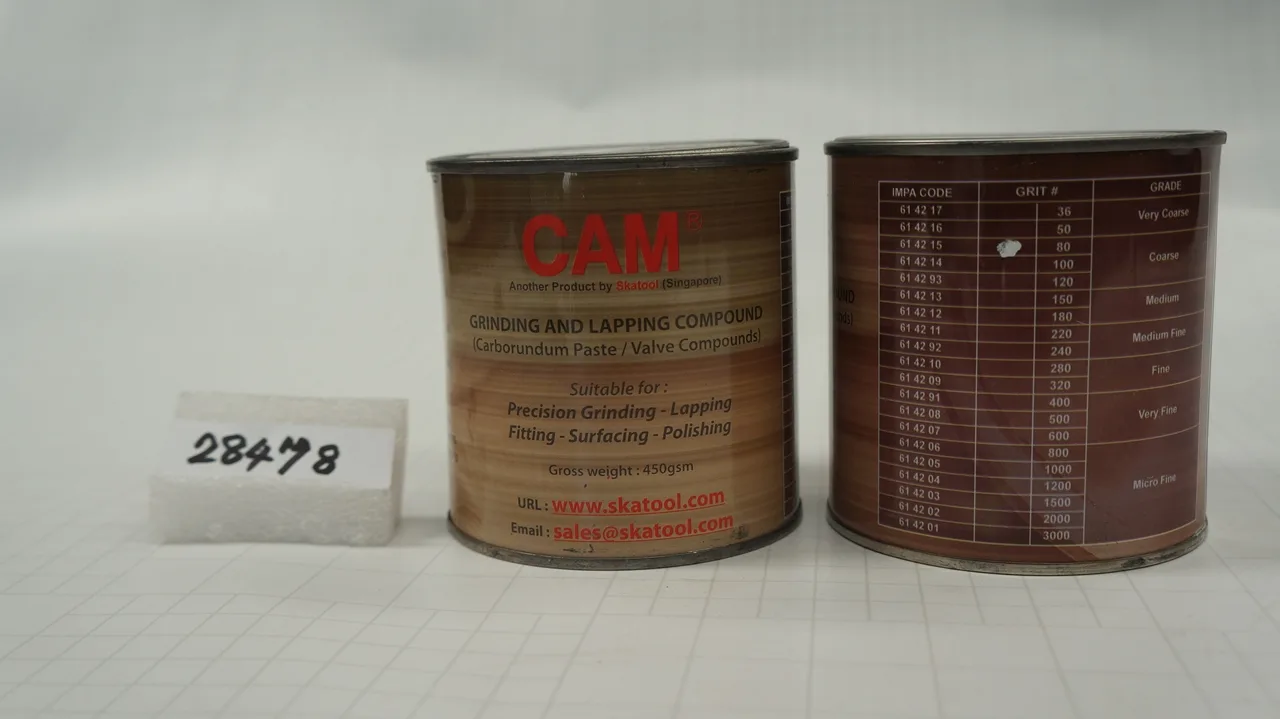 28478
CAM®
Another Product by Skatool (Singapore)
GRINDING AND LAPPING COMPOUND
(Carborundum Paste / Valve Compounds)
Suitable for :
Precision Grinding - Lapping
Fitting - Surfacing - Polishing
Gross weight : 450gsm
URL : www.skatool.com
Email : sales@skatool.com
IMPA CODE GRIT # GRADE
61 42 17 36 Very Coarse
61 42 16 50
61 42 15 80 Coarse
61 42 14 100
61 42 93 120
61 42 13 150 Medium
61 42 12 180
61 42 11 220 Medium Fine
61 42 92 240
61 42 10 280 Fine
61 42 09 320
61 42 91 400 Very Fine
61 42 08 500
61 42 07 600
61 42 06 800 Micro Fine
61 42 05 1000
61 42 04 1200
61 42 03 1500
61 42 02 2000
61 42 01 3000